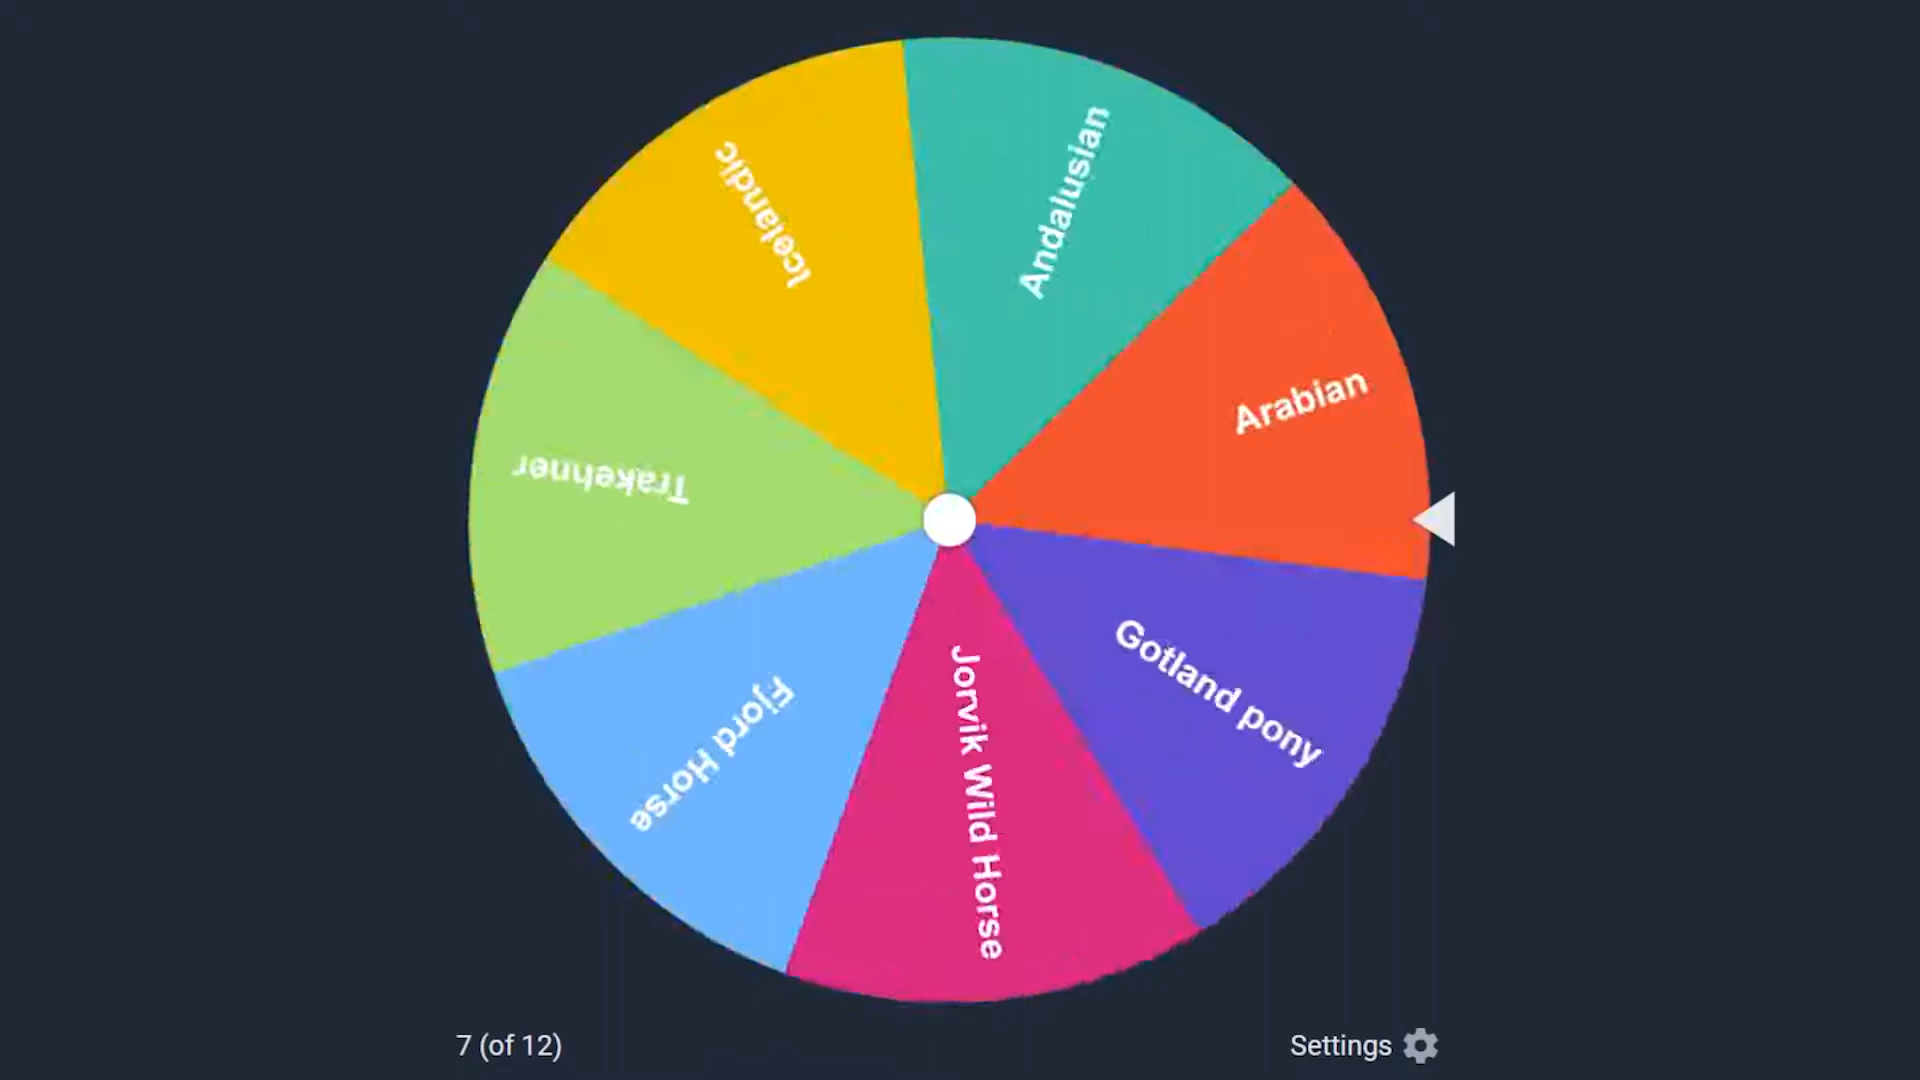 Icelandic
Andalusian
Arabian
Trakehner
Gotland pony
Fjord Horse
Jorvik Wild Horse
7 (of 12)
Settings